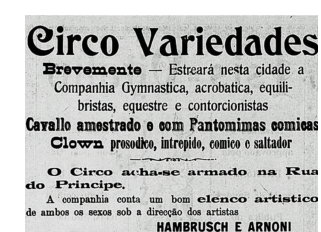 Circo Variedades
Brevemente — Estreará nesta cidade a
Companhia Gymnastica, acrobatica, equili-
bristas, equestre e contorcionistas
Cavallo amestrado e com Pantomimas comicas
Clown prosodico, intrepido, comico e saltador
O Circo acha-se armado na Rua
do Principe.
A companhia conta um bom elenco artistico
de ambos os sexos sob a direcção dos artistas
HAMBRUSCH E ARNONI